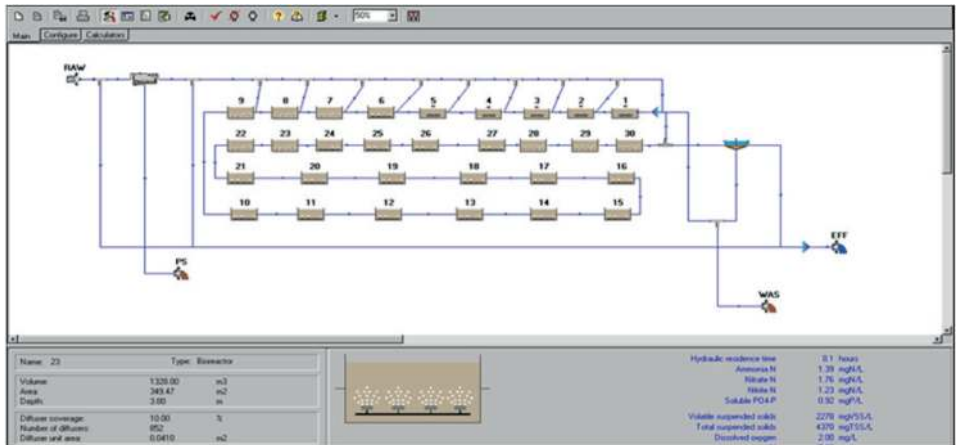 50%
Main Configure Calculators
RAW
9 8 7 6 5 4 3 2 1
22 23 24 25 26 27 28 29 30
21 20 19 18 17 16
10 11 12 13 14 15
EFF
PS
WAS
Name: 23 Type: Bioreactor
Volume: 1328.00 m3
Area: 349.47 m2
Depth: 3.80 m
Diffuser coverage: 10.00 %
Number of diffusers: 852
Diffuser unit area: 0.0410 m2
Hydraulic residence time 0.1 hours
Ammonia N 1.39 mgN/L
Nitrate N 1.76 mgN/L
Nitrite N 1.23 mgN/L
Soluble PO4-P 0.92 mgP/L
Volatile suspended solids 2278 mgVSS/L
Total suspended solids 4370 mgTSS/L
Dissolved oxygen 2.00 mg/L